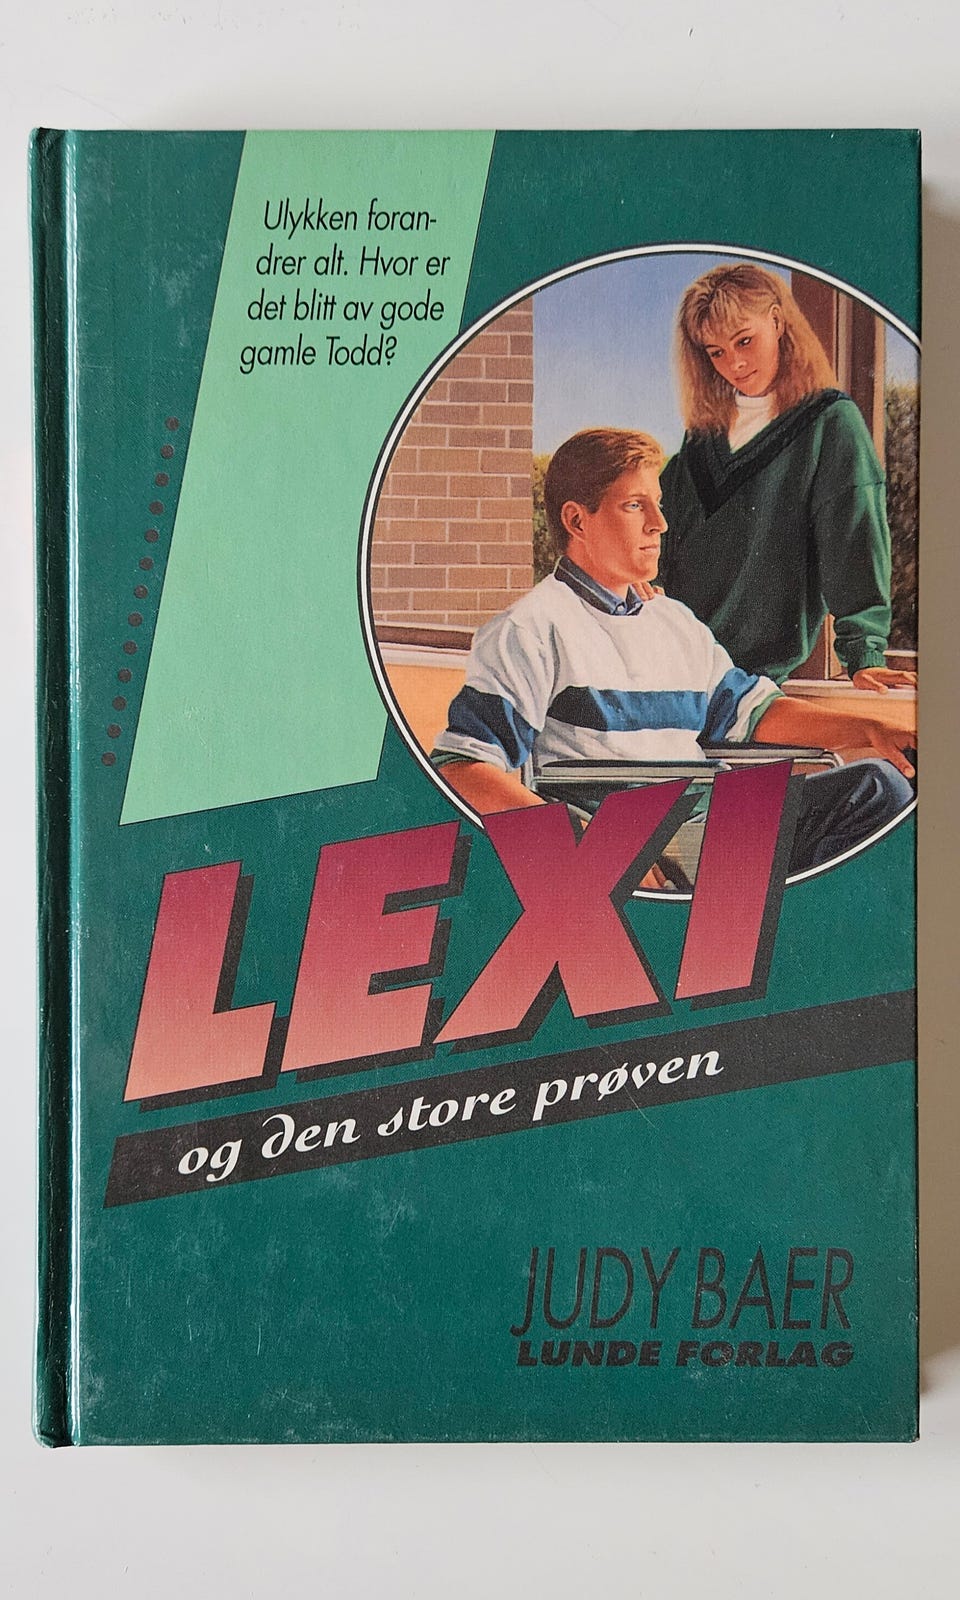 Ulykken foran-
drer alt. Hvor er
det blitt av gode
gamle Todd?
LEXI
og den store prøven
JUDY BAER
LUNDE FORLAG